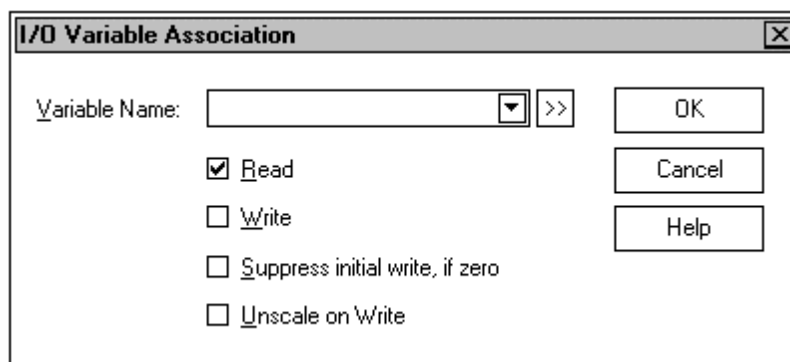 I/O Variable Association
Variable Name: >> OK
Read Cancel
Write Help
Suppress initial write, if zero
Unscale on Write